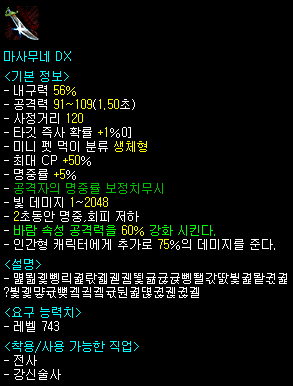 마사무네 DX
<기본 정보>
- 내구력 56%
- 공격력 91~109(1.50초)
- 사정거리 120
- 타깃 즉사 확률 +1%0]
- 미니 펫 먹이 분류 생체형
- 최대 CP +50%
- 명중률 +5%
- 공격자의 명중률 보정치무시
- 빛 데미지 1~2048
- 2초동안 명중,회피 저하
- 바람 속성 공격력을 60% 강화 시킨다.
- 인간형 캐릭터에게 추가로 75%의 데미지를 준다.
<설명>
<요구 능력치>
- 레벨 743
<착용/사용 가능한 직업>
- 전사
- 강신술사